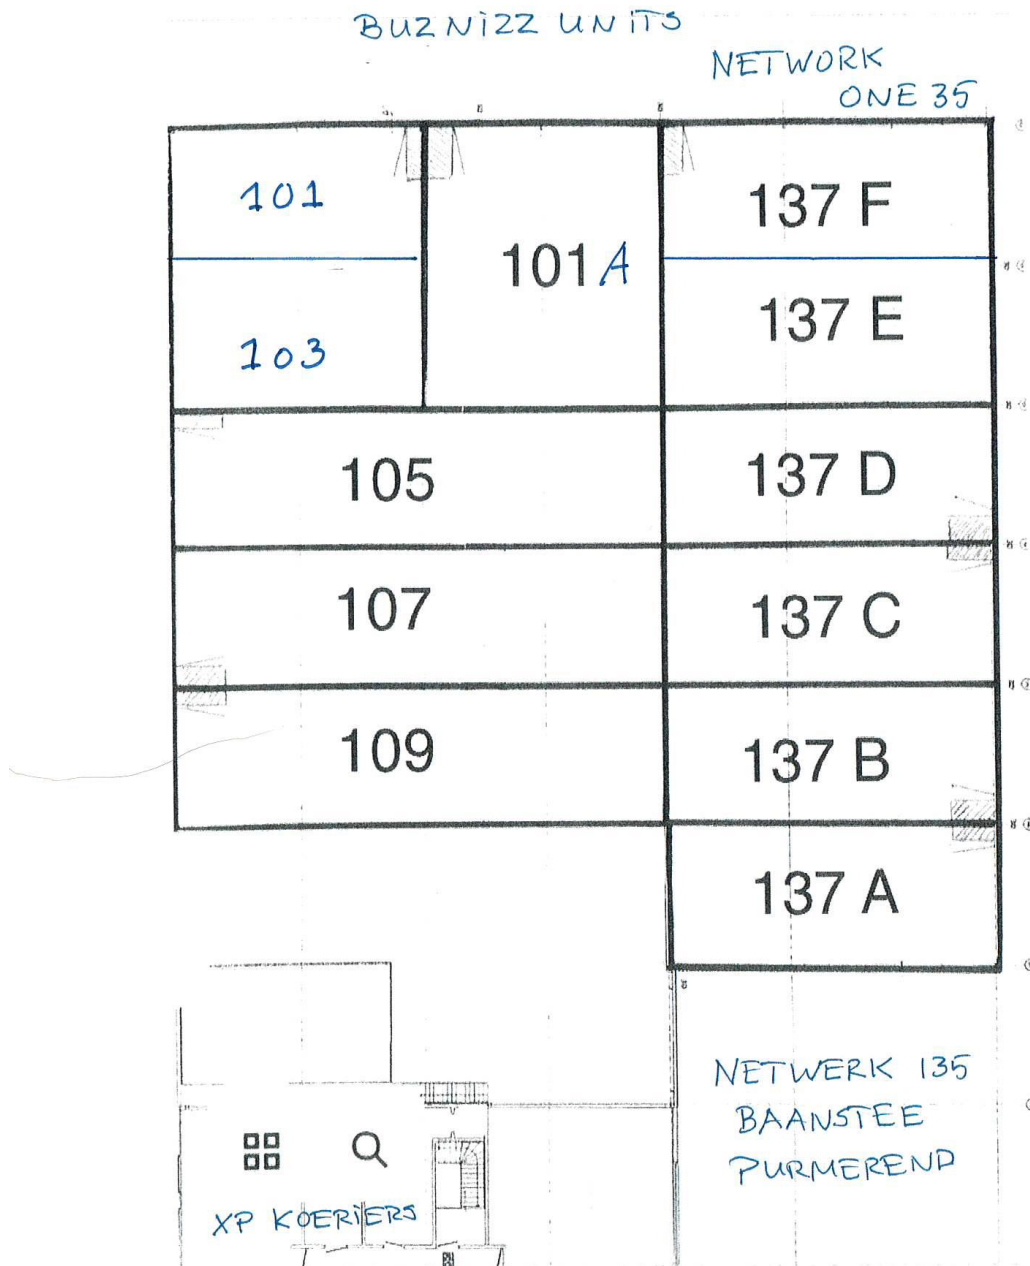 BUZNIZZ UNITS
NETWORK
ONE 35
101
101A
137 F
137 E
103
105
137 D
107
137 C
109
137 B
137 A
NETWERK 135
BAANSTEE
PURMEREND
XP KOERIERS